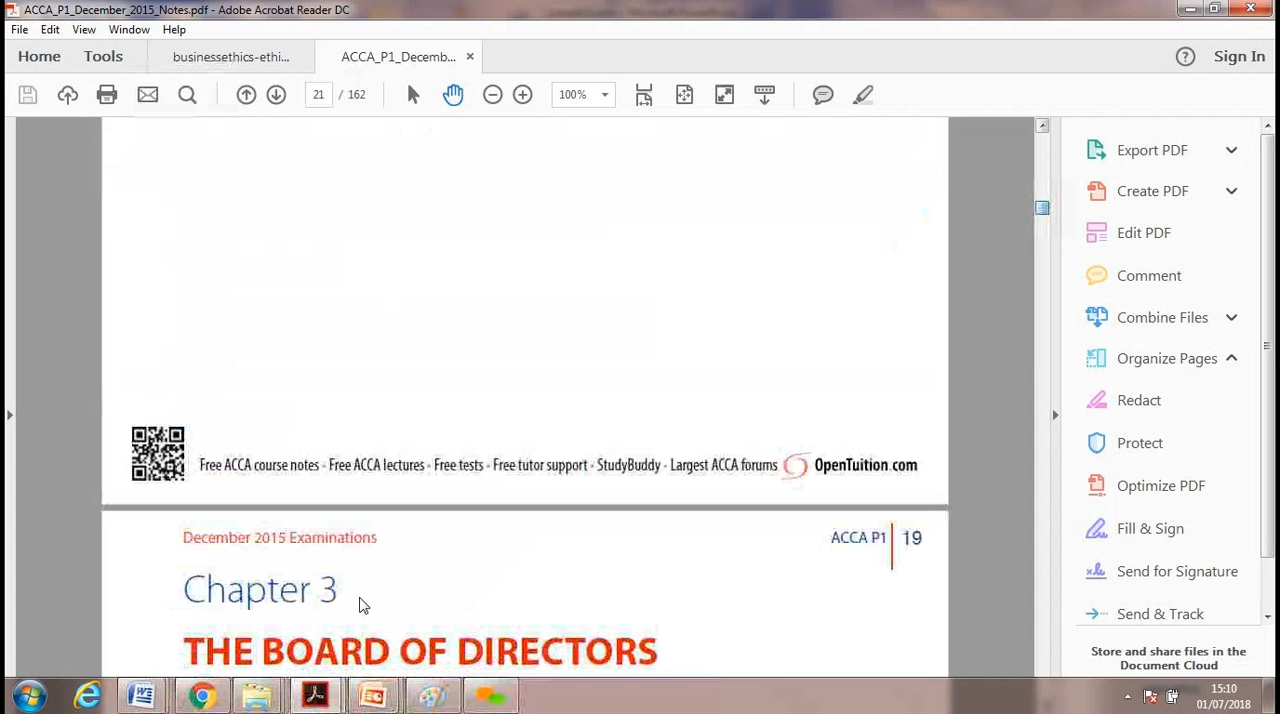 ACCA_P1_December_2015_Notes.pdf - Adobe Acrobat Reader DC
File Edit View Window Help
Home Tools businessethics-ethi... ACCA_P1_Decemb... × ? Sign In
21 / 162 100%
Export PDF
Create PDF
Edit PDF
Comment
Combine Files
Organize Pages
Redact
Protect
Optimize PDF
Fill & Sign
Send for Signature
Send & Track
Store and share files in the
Document Cloud
Free ACCA course notes · Free ACCA lectures · Free tests · Free tutor support · StudyBuddy · Largest ACCA forums OpenTuition.com
December 2015 Examinations ACCA P1 19
Chapter 3
THE BOARD OF DIRECTORS
15:10
01/07/2018